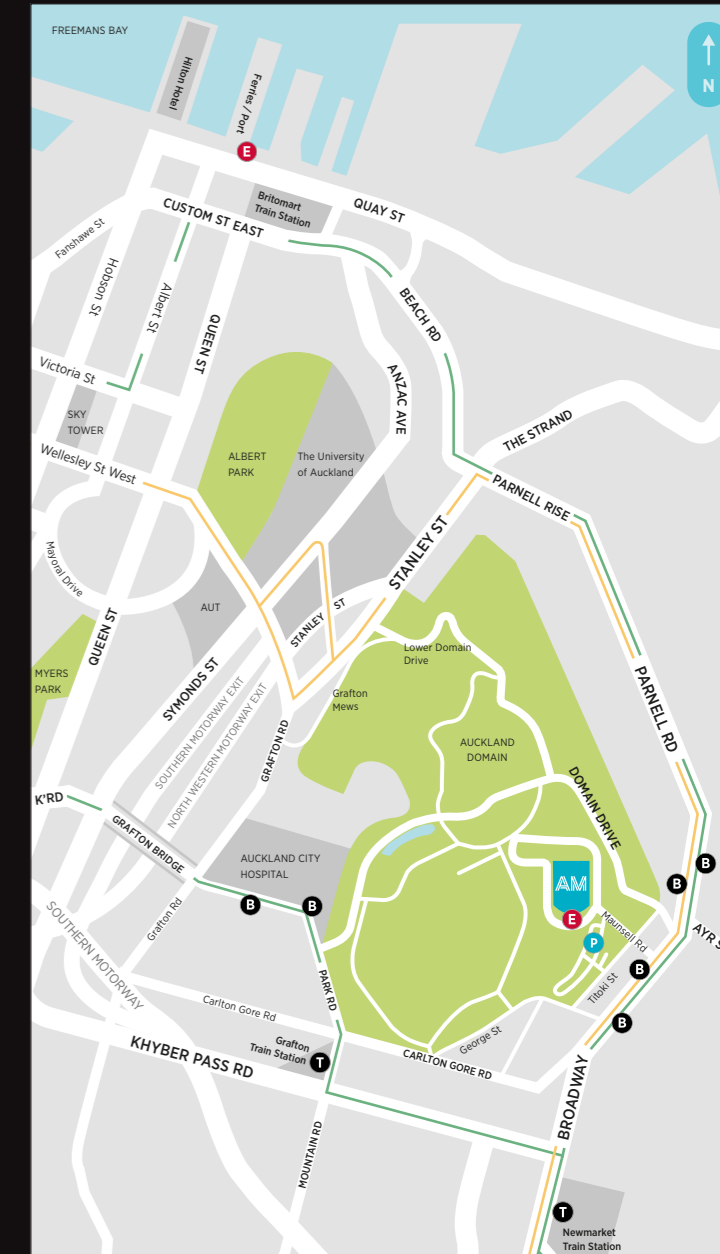 FREEMANS BAY
Hilton Hotel
Ferries / Port
N
E
Britomart
Train Station
QUAY ST
CUSTOM ST EAST
Fanshawe St
Hobson St
Albert St
QUEEN ST
BEACH RD
ANZAC AVE
Victoria St
SKY
TOWER
THE STRAND
Wellesley St West
ALBERT
PARK
The University
of Auckland
PARNELL RISE
STANLEY ST
Mayoral Drive
AUT
STANLEY ST
QUEEN ST
Lower Domain
Drive
MYERS
PARK
SYMONDS ST
SOUTHERN MOTORWAY EXIT
NORTH WESTERN MOTORWAY EXIT
Grafton
Mews
GRAFTON RD
PARNELL RD
AUCKLAND
DOMAIN
DOMAIN DRIVE
K'RD
GRAFTON BRIDGE
AUCKLAND CITY
HOSPITAL
AM
B
B
B
B
E
P
Maunsell Rd
AYR S
Grafton Rd
SOUTHERN MOTORWAY
PARK RD
B
Titoki St
Carlton Gore Rd
B
George St
Grafton
Train Station
T
KHYBER PASS RD
CARLTON GORE RD
BROADWAY
MOUNTAIN RD
T
Newmarket
Train Station